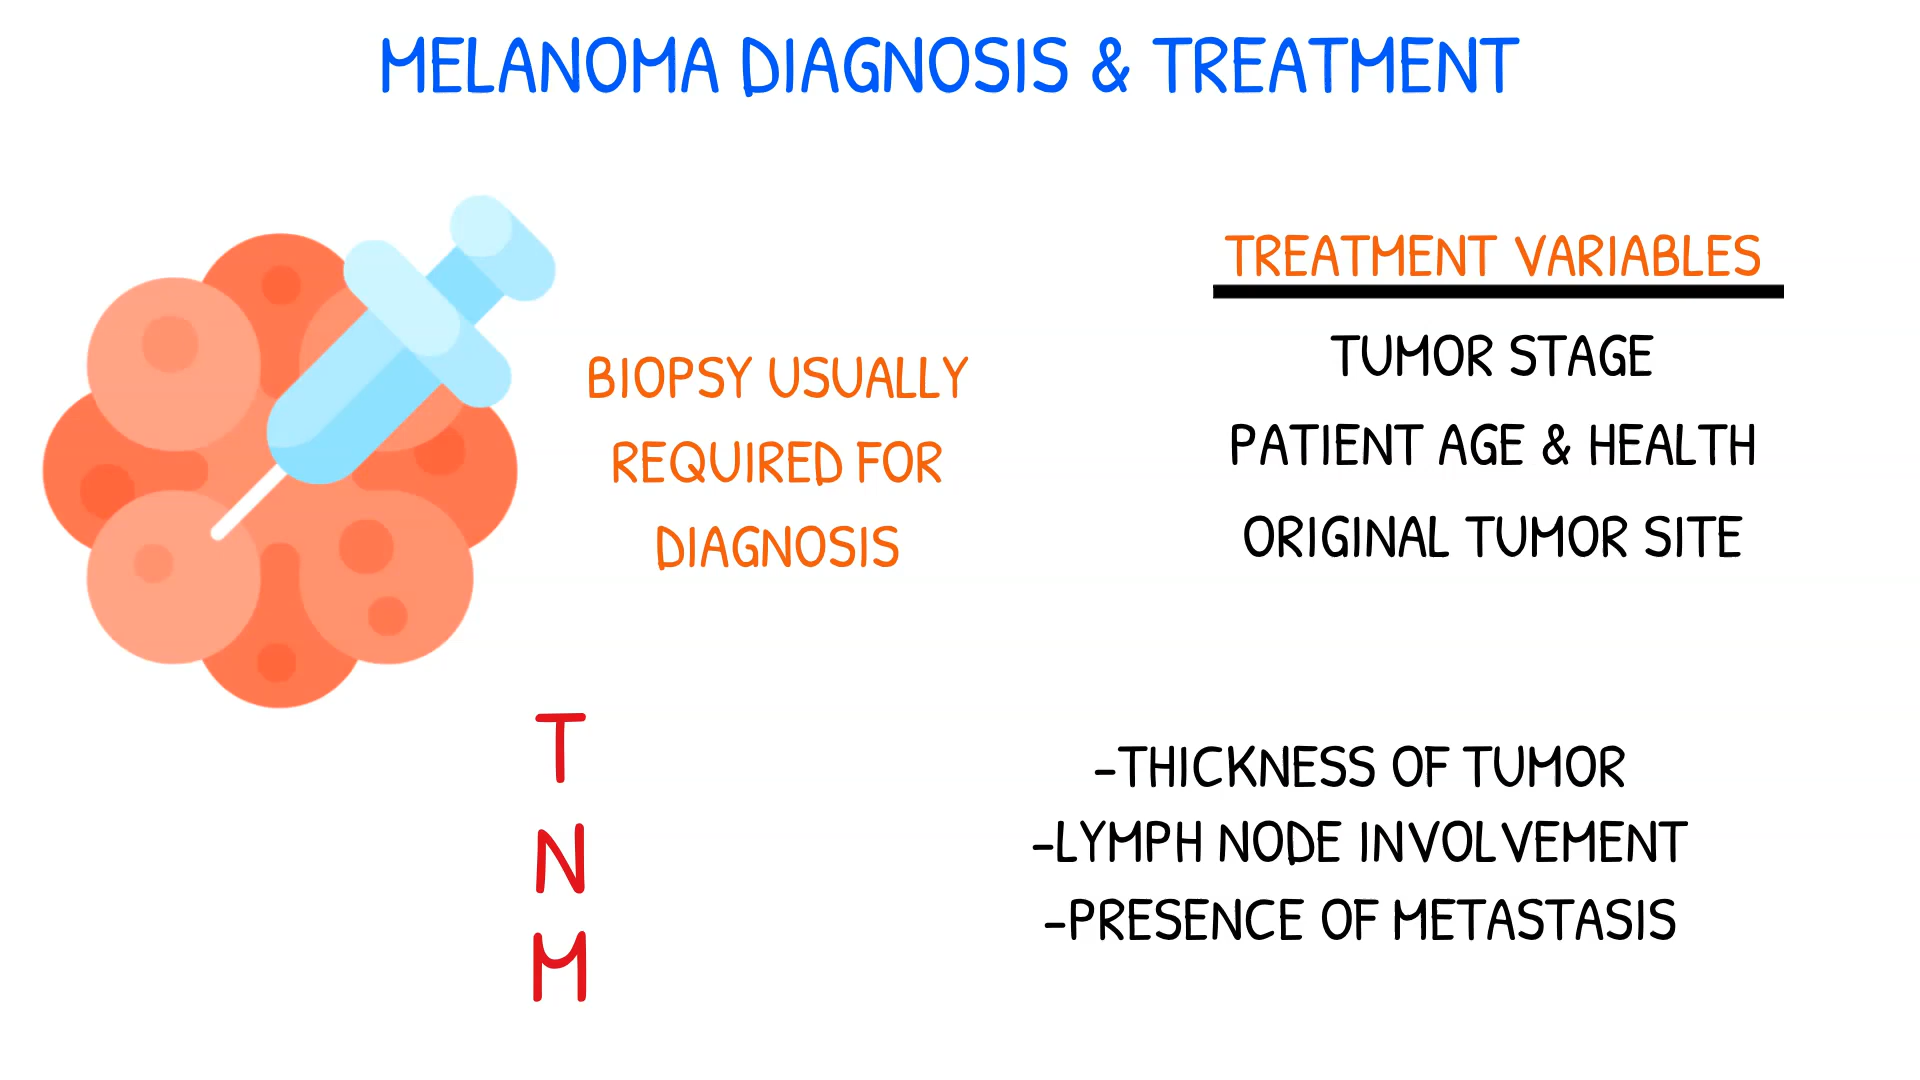 MELANOMA DIAGNOSIS & TREATMENT
BIOPSY USUALLY
REQUIRED FOR
DIAGNOSIS
TREATMENT VARIABLES
TUMOR STAGE
PATIENT AGE & HEALTH
ORIGINAL TUMOR SITE
T
N
M
-THICKNESS OF TUMOR
-LYMPH NODE INVOLVEMENT
-PRESENCE OF METASTASIS